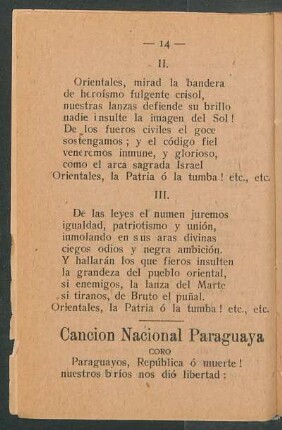 — 14 —
II.
Orientales, mirad la bandera
de heroísmo fulgente crisol,
nuestras lanzas defiende su brillo
nadie insulte la imagen del Sol!
De los fueros civiles el goce
sostengamos; y el código fiel
veneremos inmune, y glorioso,
como el arca sagrada Israel
Orientales, la Patria ó la tumba! etc., etc.
III.
De las leyes el numen juremos
igualdad, patriotismo y unión,
inmolando en sus aras divinas
ciegos odios y negra ambición.
Y hallarán los que fieros insulten
la grandeza del pueblo oriental,
si enemigos, la lanza del Marte
si tiranos, de Bruto el puñal.
Orientales, la Patria ó la tumba! etc., etc.
Cancion Nacional Paraguaya
CORO
Paraguayos, República ó muerte!
nuestros bríos nos dió libertad: